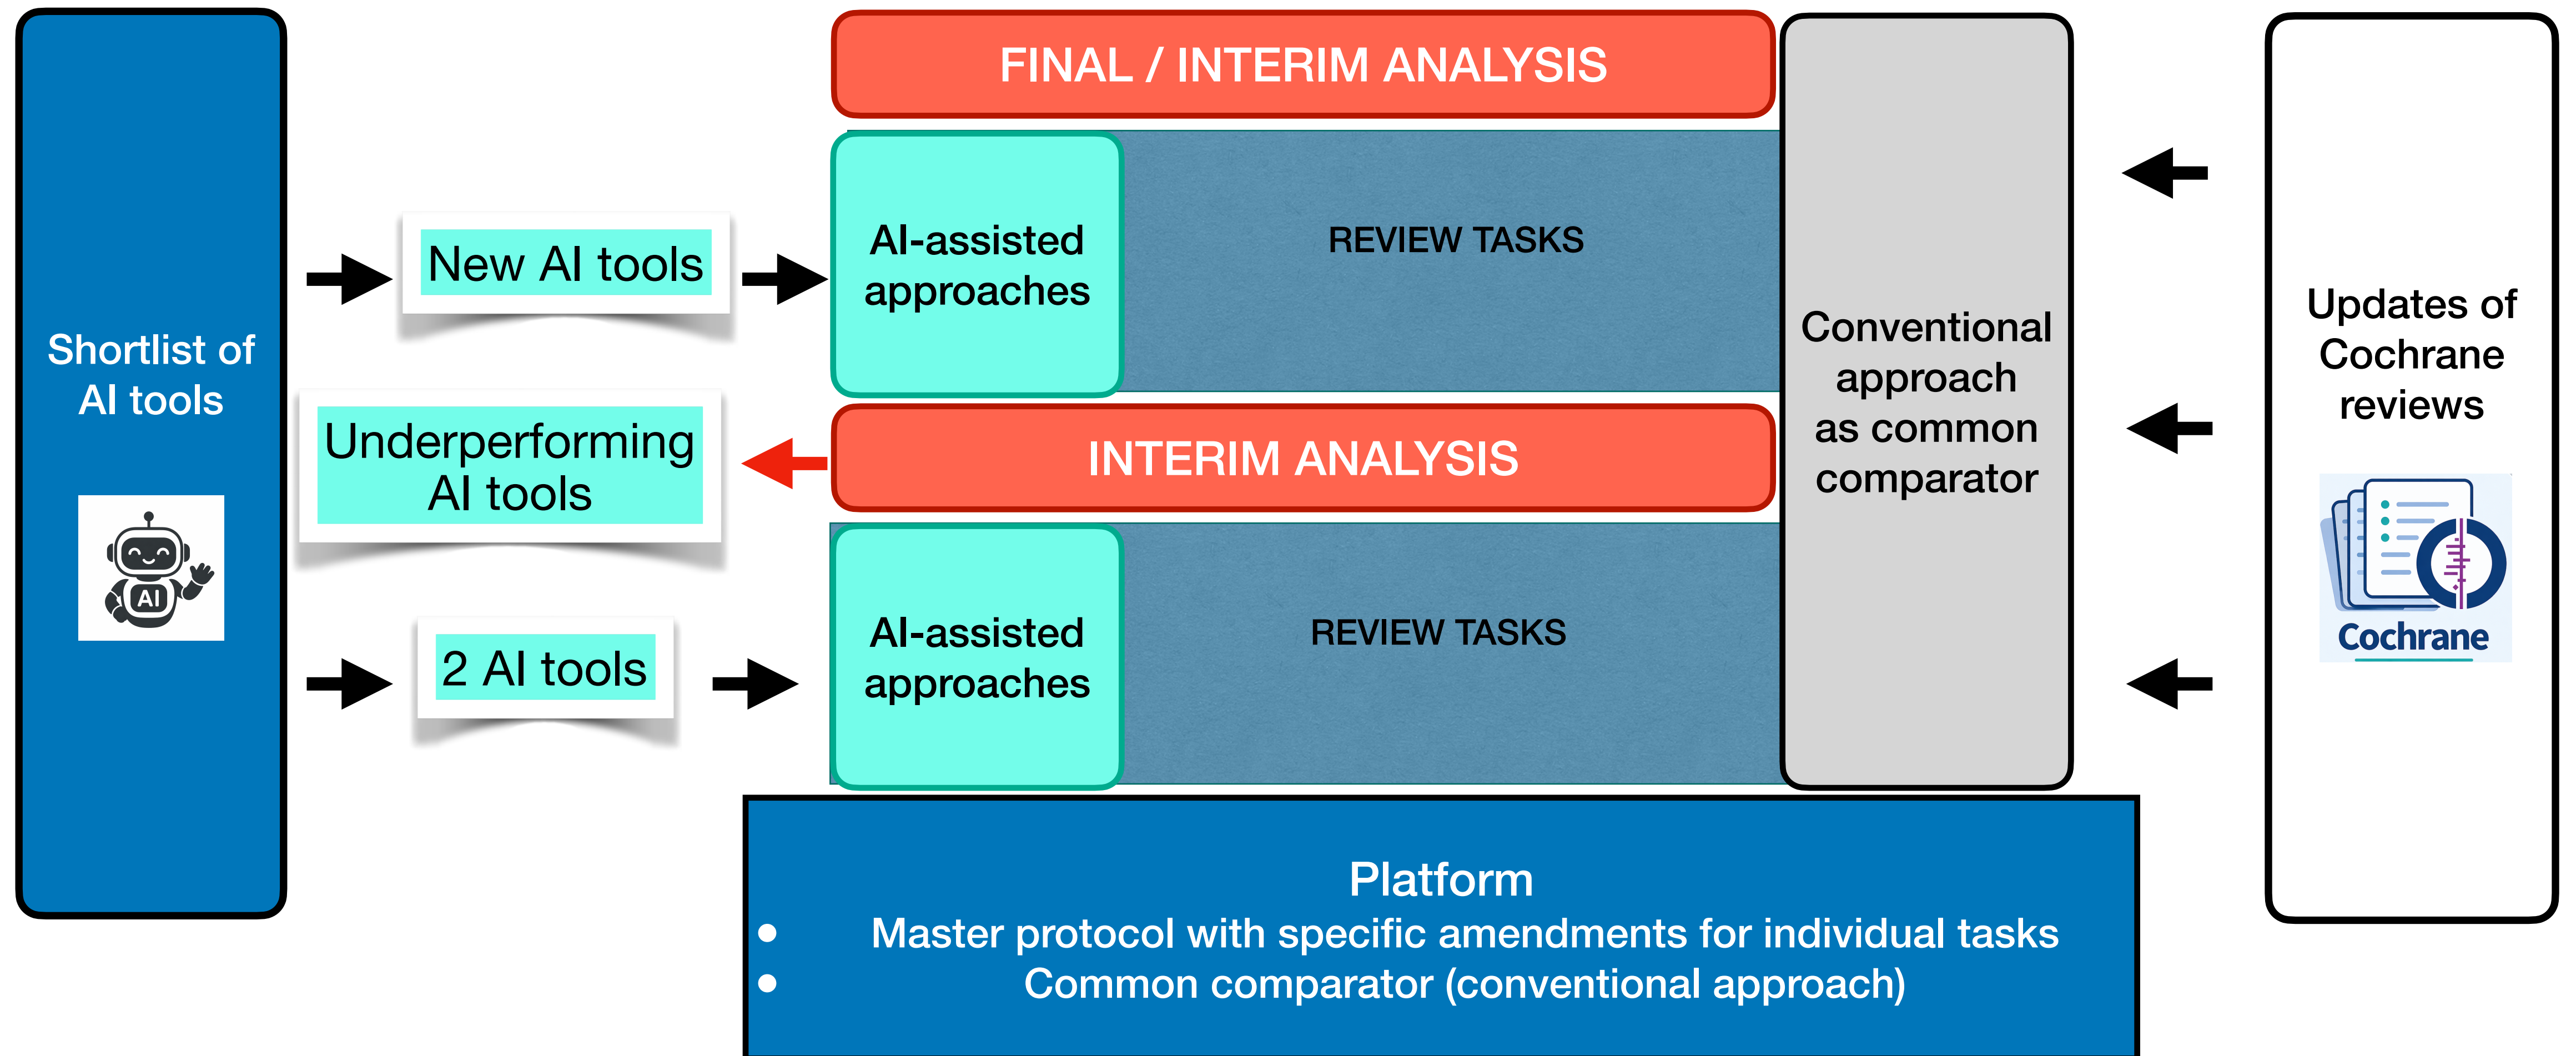 Shortlist of
AI tools
AI
New AI tools
Underperforming
AI tools
2 AI tools
FINAL / INTERIM ANALYSIS
AI-assisted
approaches
REVIEW TASKS
INTERIM ANALYSIS
AI-assisted
approaches
REVIEW TASKS
Conventional
approach
as common
comparator
Updates of
Cochrane
reviews
Cochrane
Platform
• Master protocol with specific amendments for individual tasks
• Common comparator (conventional approach)